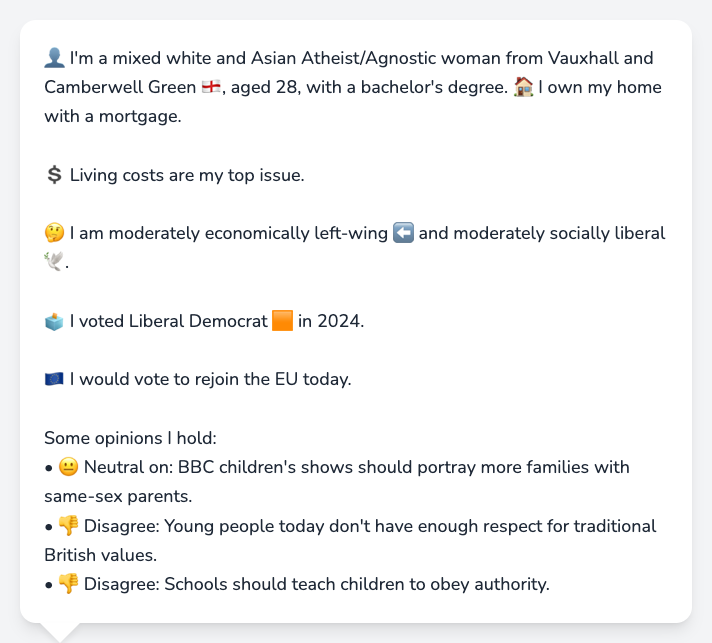 👤 I'm a mixed white and Asian Atheist/Agnostic woman from Vauxhall and
Camberwell Green 🏴󠁧󠁢󠁥󠁮󠁧󠁿, aged 28, with a bachelor's degree. 🏠 I own my home
with a mortgage.
💲 Living costs are my top issue.
🤔 I am moderately economically left-wing ⬅️ and moderately socially liberal
🕊️.
🗳️ I voted Liberal Democrat 🟧 in 2024.
🇪🇺 I would vote to rejoin the EU today.
Some opinions I hold:
• 😐 Neutral on: BBC children's shows should portray more families with
same-sex parents.
• 👎 Disagree: Young people today don't have enough respect for traditional
British values.
• 👎 Disagree: Schools should teach children to obey authority.